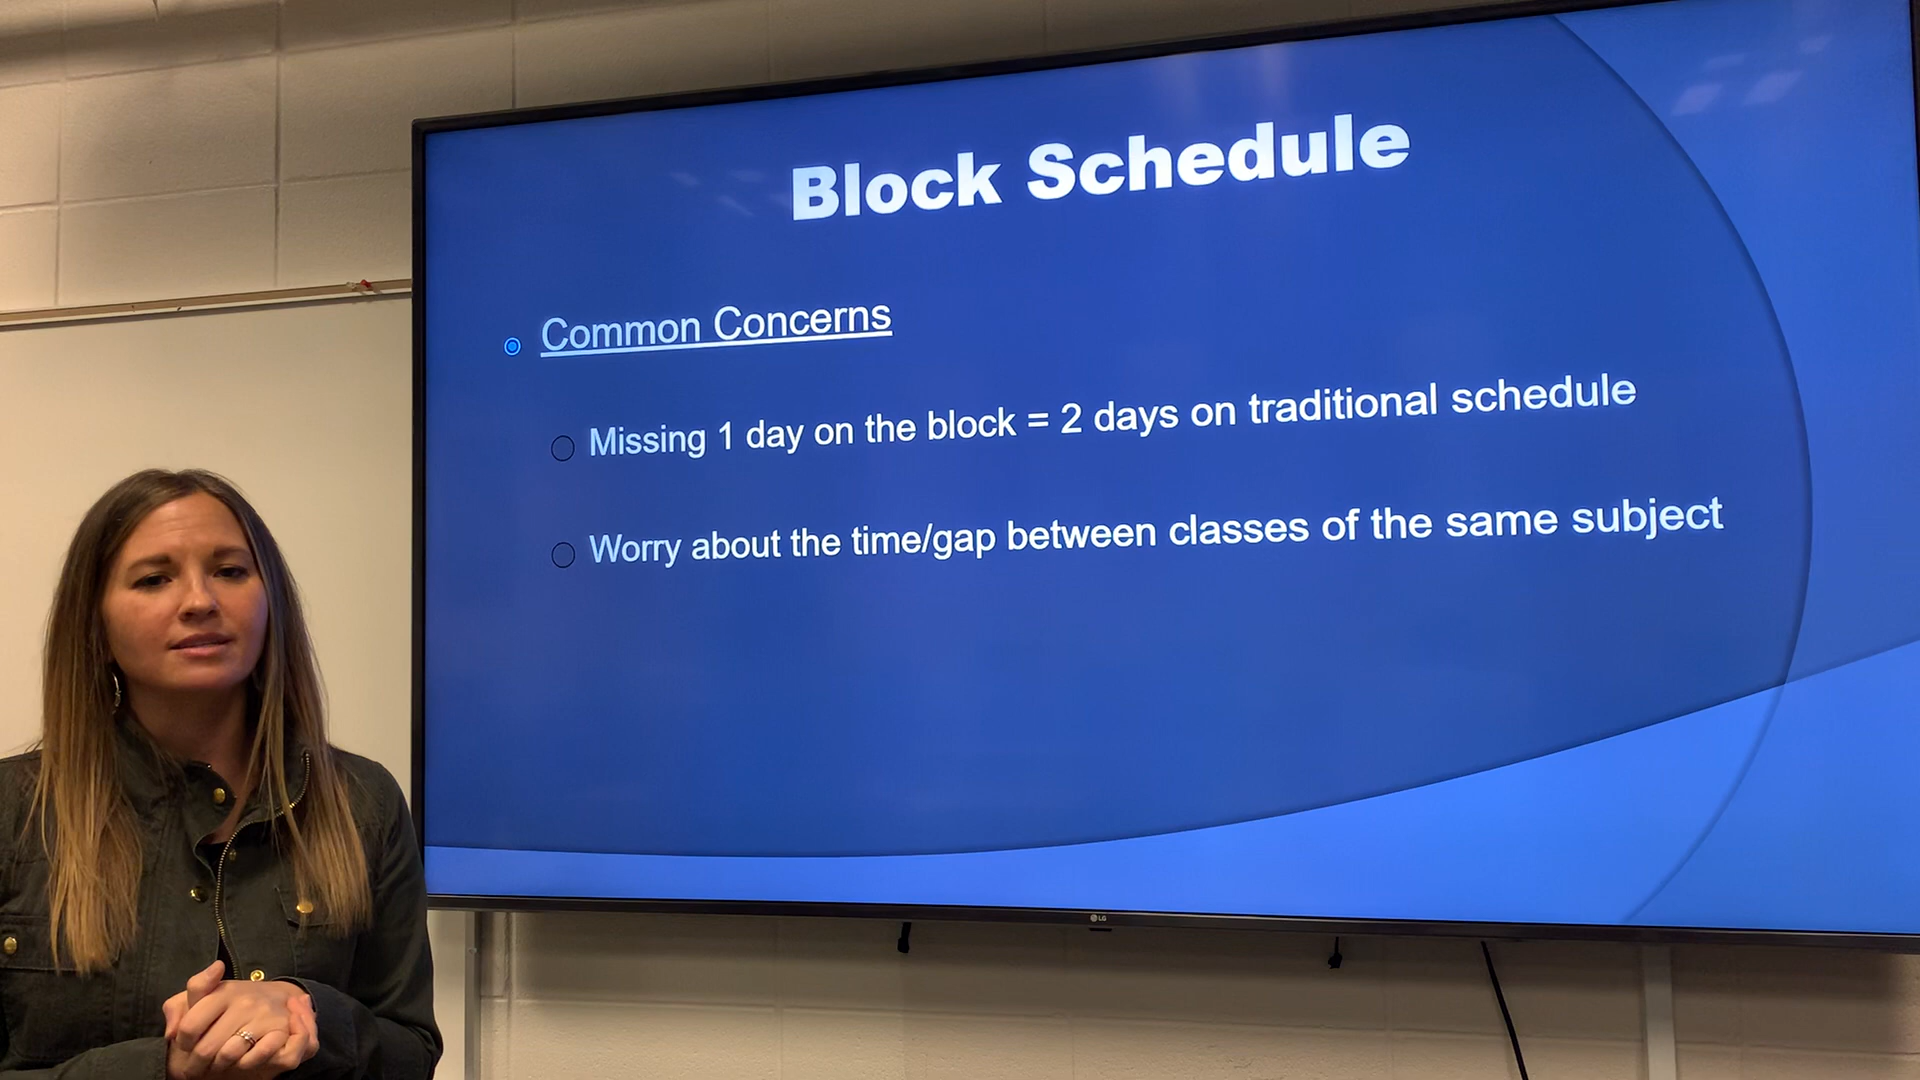 Block Schedule
Common Concerns
Missing 1 day on the block = 2 days on traditional schedule
Worry about the time/gap between classes of the same subject
LG